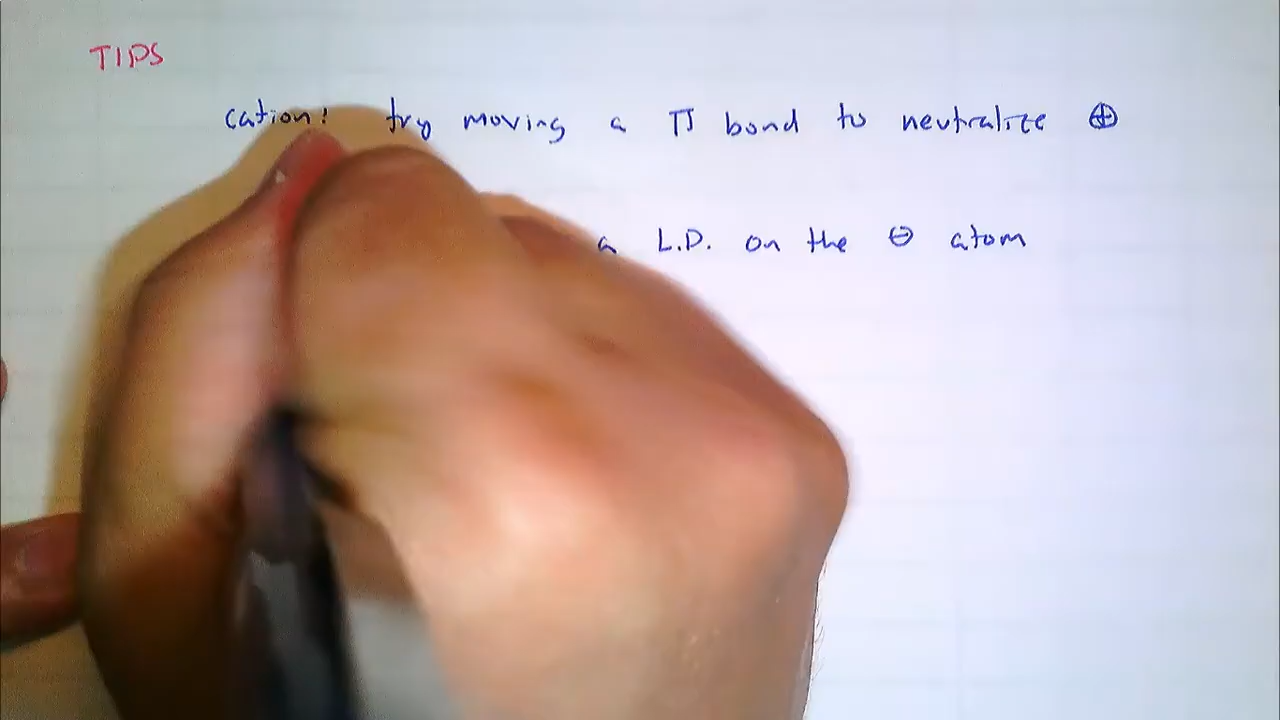 TIPS
cation: try moving a π bond to neutralize ⊕
a L.P. on the ⊖ atom